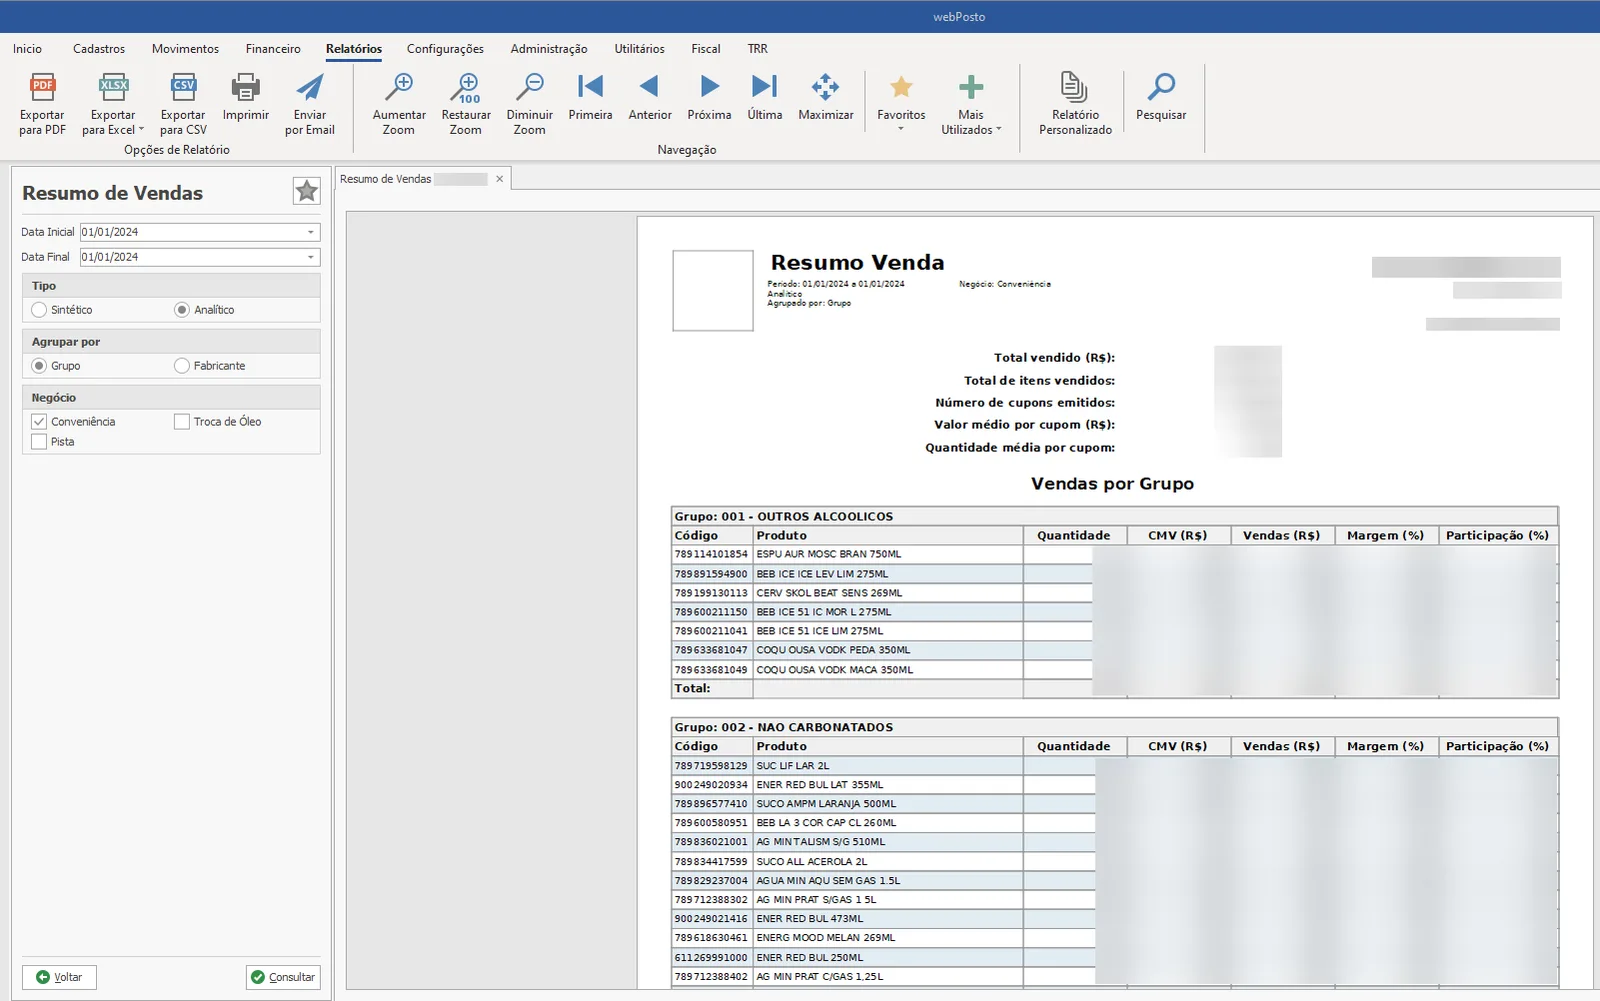 webPosto
Inicio Cadastros Movimentos Financeiro Relatórios Configurações Administração Utilitários Fiscal TRR
PDF XLSX CSV 100
Exportar para PDF
Exportar para Excel
Exportar para CSV
Imprimir
Enviar por Email
Aumentar Zoom
Restaurar Zoom
Diminuir Zoom
Primeira
Anterior
Próxima
Última
Maximizar
Favoritos
Mais Utilizados
Relatório Personalizado
Pesquisar
Opções de Relatório Navegação
Resumo de Vendas
Data Inicial 01/01/2024
Data Final 01/01/2024
Tipo
Sintético Analítico
Agrupar por
Grupo Fabricante
Negócio
Conveniência Troca de Óleo
Pista
Voltar Consultar
Resumo de Vendas
Resumo Venda
Periodo: 01/01/2024 a 01/01/2024 Negócio: Conveniência
Analítico
Agrupado por: Grupo
Total vendido (R$):
Total de itens vendidos:
Número de cupons emitidos:
Valor médio por cupom (R$):
Quantidade média por cupom:
Vendas por Grupo
Grupo: 001 - OUTROS ALCOOLICOS
Código Produto Quantidade CMV (R$) Vendas (R$) Margem (%) Participação (%)
789114101854 ESPU AUR MOSC BRAN 750ML
789891594900 BEB ICE ICE LEV LIM 275ML
789199130113 CERV SKOL BEAT SENS 269ML
789600211150 BEB ICE 51 IC MOR L 275ML
789600211041 BEB ICE 51 ICE LIM 275ML
789633681047 COQU OUSA VODK PEDA 350ML
789633681049 COQU OUSA VODK MACA 350ML
Total:
Grupo: 002 - NAO CARBONATADOS
Código Produto Quantidade CMV (R$) Vendas (R$) Margem (%) Participação (%)
789719598129 SUC LIF LAR 2L
900249020934 ENER RED BUL LAT 355ML
789896577410 SUCO AMPM LARANJA 500ML
789600580951 BEB LA 3 COR CAP CL 260ML
789836021001 AG MINTALISM S/G 510ML
789834417599 SUCO ALL ACEROLA 2L
789829237004 AGUA MIN AQU SEM GAS 1.5L
789712388302 AG MIN PRAT S/GAS 1 5L
900249021416 ENER RED BUL 473ML
789618630461 ENERG MOOD MELAN 269ML
611269991000 ENER RED BUL 250ML
789712388402 AG MIN PRAT C/GAS 1,25L